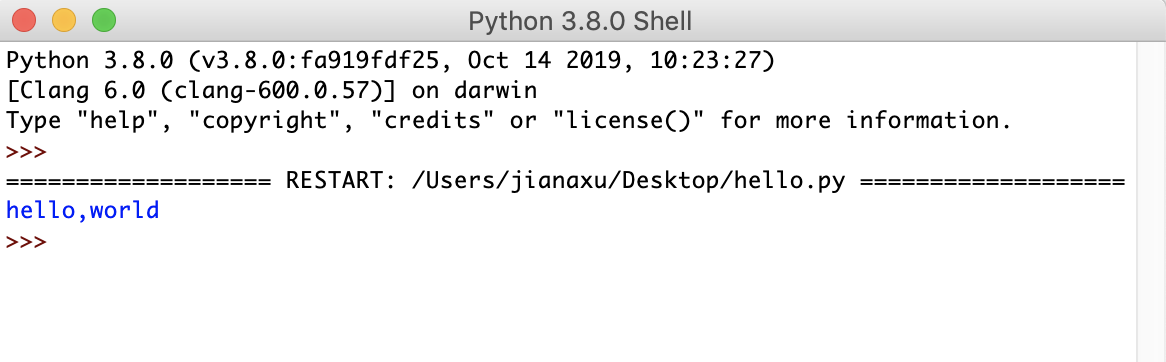 Python 3.8.0 Shell
Python 3.8.0 (v3.8.0:fa919fdf25, Oct 14 2019, 10:23:27)
[Clang 6.0 (clang-600.0.57)] on darwin
Type "help", "copyright", "credits" or "license()" for more information.
>>>
=================== RESTART: /Users/jianaxu/Desktop/hello.py ===================
hello,world
>>>